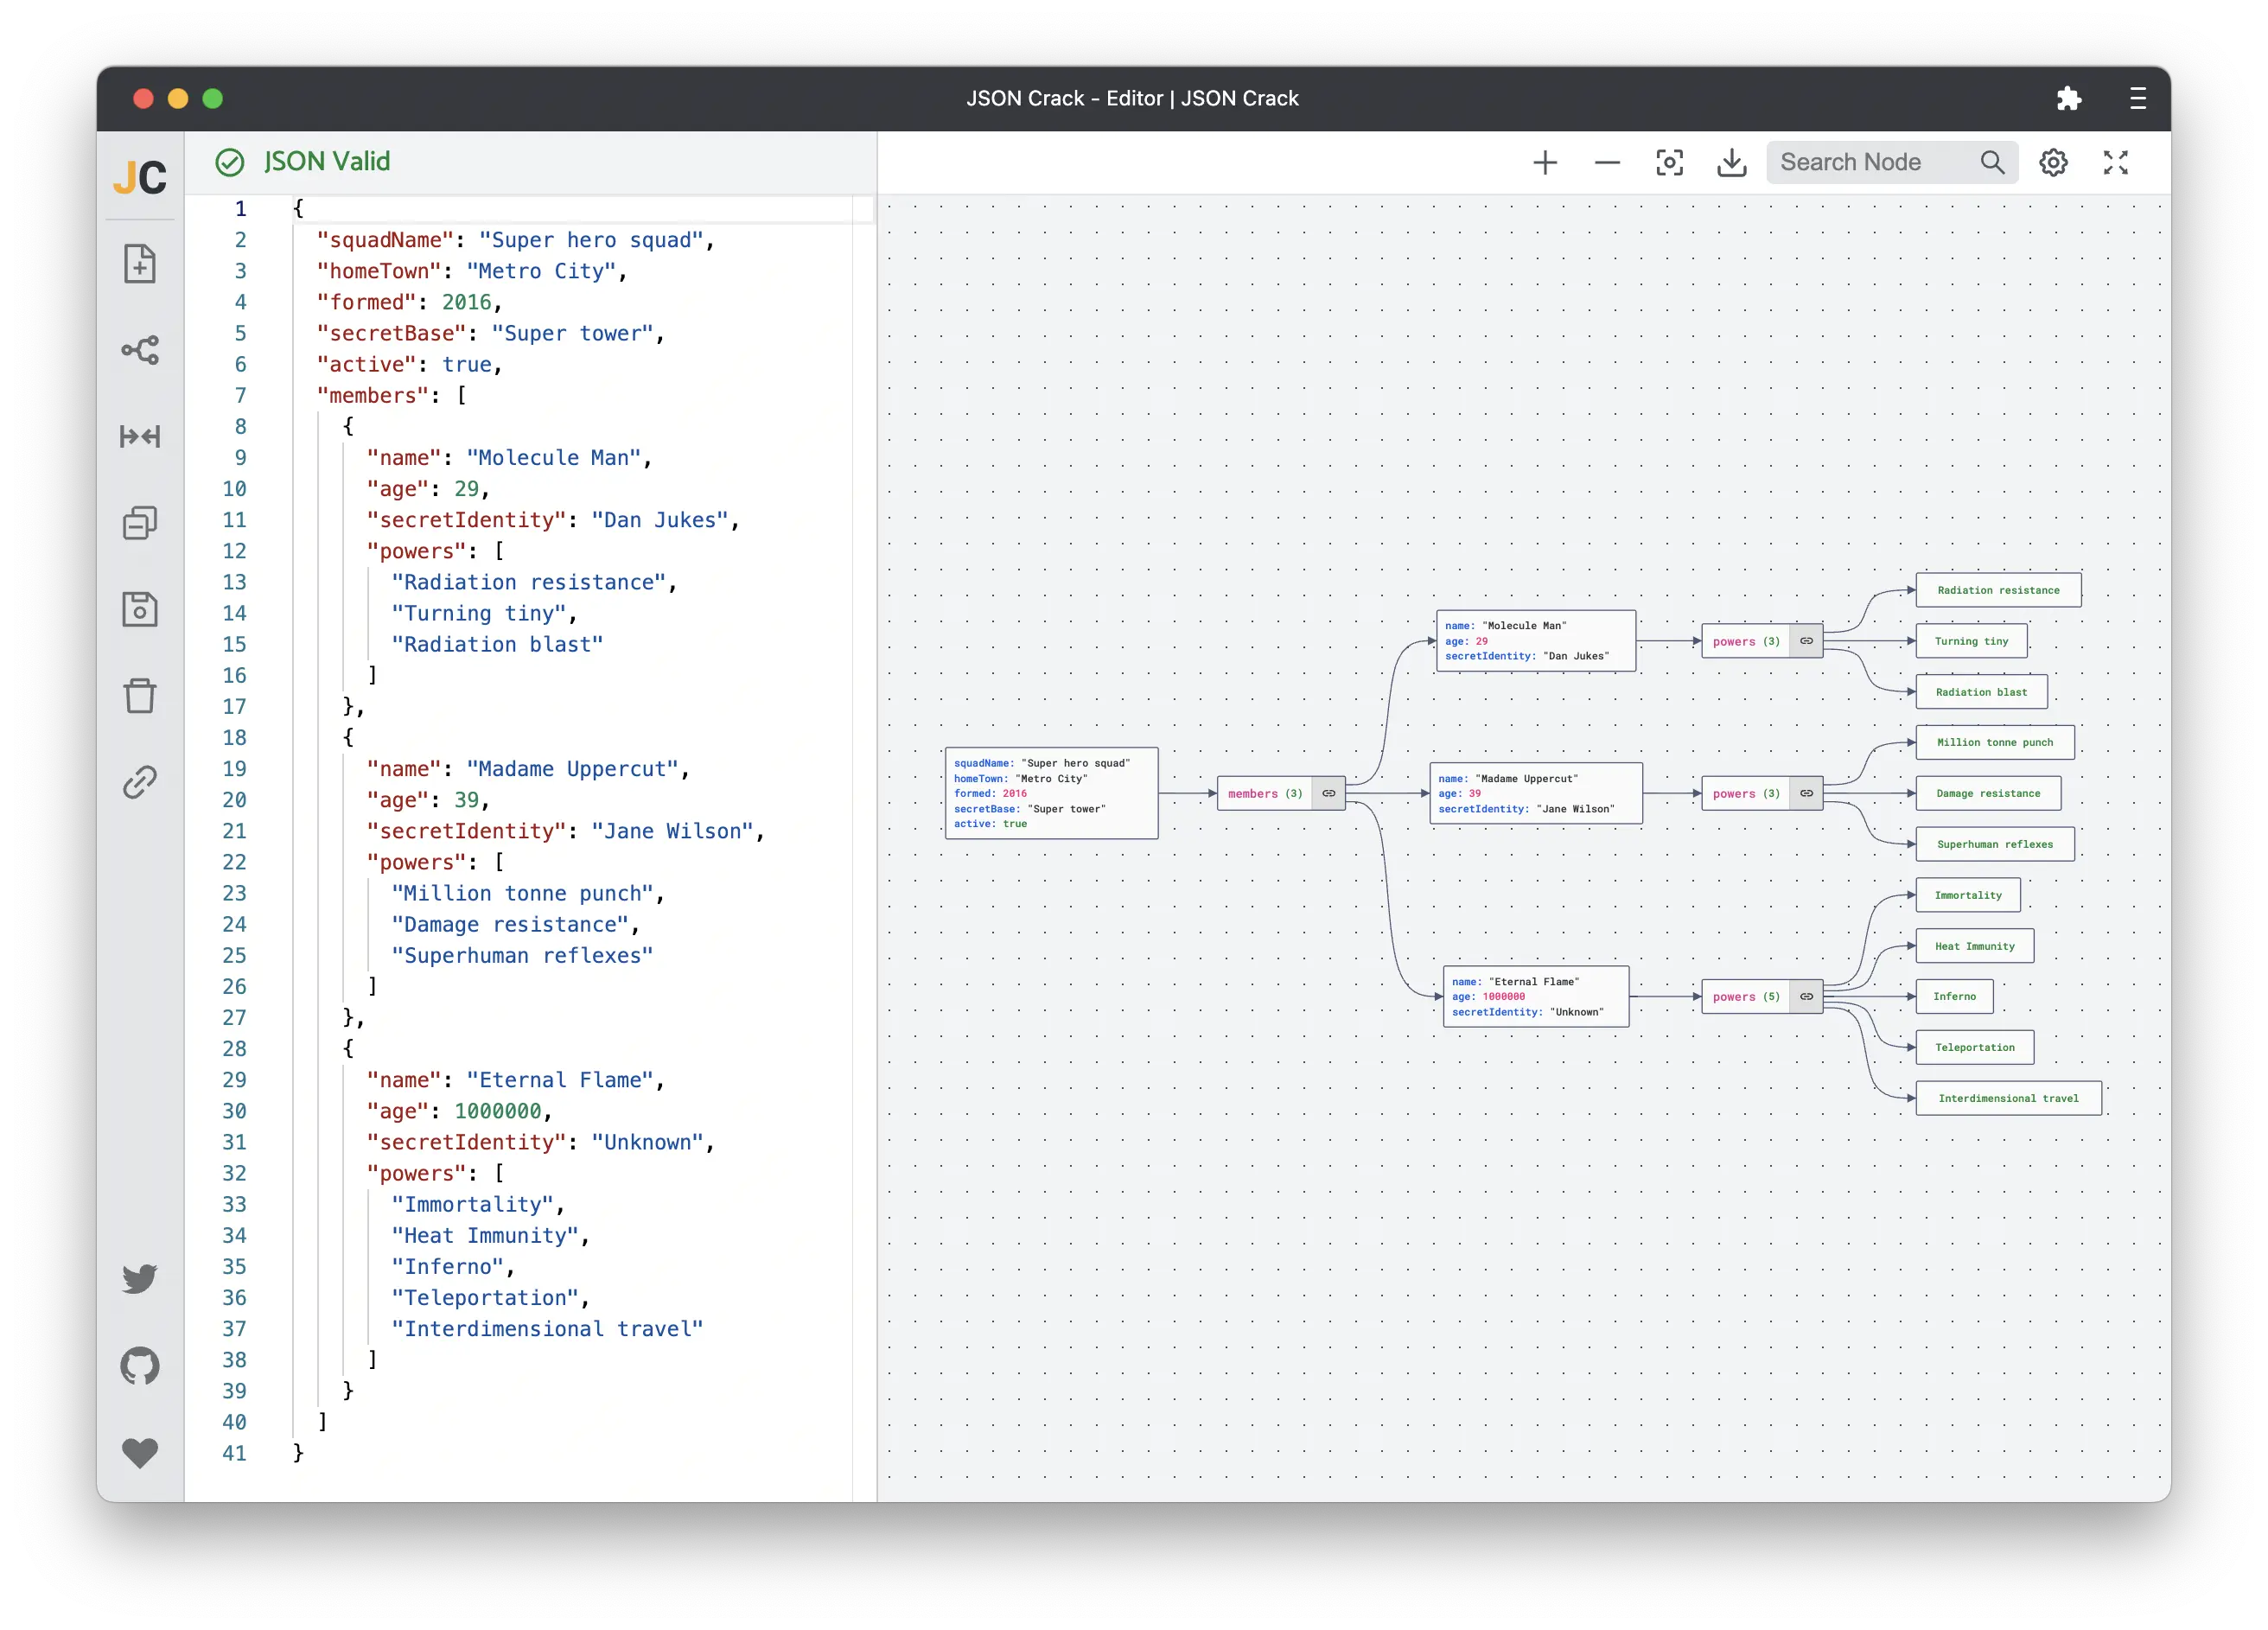 JSON Crack - Editor | JSON Crack
JC
JSON Valid
Search Node
1 {
2 "squadName": "Super hero squad",
3 "homeTown": "Metro City",
4 "formed": 2016,
5 "secretBase": "Super tower",
6 "active": true,
7 "members": [
8 {
9 "name": "Molecule Man",
10 "age": 29,
11 "secretIdentity": "Dan Jukes",
12 "powers": [
13 "Radiation resistance",
14 "Turning tiny",
15 "Radiation blast"
16 ]
17 },
18 {
19 "name": "Madame Uppercut",
20 "age": 39,
21 "secretIdentity": "Jane Wilson",
22 "powers": [
23 "Million tonne punch",
24 "Damage resistance",
25 "Superhuman reflexes"
26 ]
27 },
28 {
29 "name": "Eternal Flame",
30 "age": 1000000,
31 "secretIdentity": "Unknown",
32 "powers": [
33 "Immortality",
34 "Heat Immunity",
35 "Inferno",
36 "Teleportation",
37 "Interdimensional travel"
38 ]
39 }
40 ]
41 }
squadName: "Super hero squad"
homeTown: "Metro City"
formed: 2016
secretBase: "Super tower"
active: true
members (3)
name: "Molecule Man"
age: 29
secretIdentity: "Dan Jukes"
powers (3)
Radiation resistance
Turning tiny
Radiation blast
name: "Madame Uppercut"
age: 39
secretIdentity: "Jane Wilson"
powers (3)
Million tonne punch
Damage resistance
Superhuman reflexes
name: "Eternal Flame"
age: 1000000
secretIdentity: "Unknown"
powers (5)
Immortality
Heat Immunity
Inferno
Teleportation
Interdimensional travel